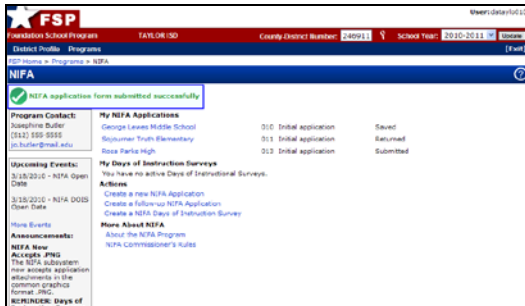 User: dataylo01
FSP
Foundation School Program TAYLOR ISD County-District Number: 246911 School Year: 2010-2011 Update
District Profile Programs [Exit]
FSP Home > Programs > NIFA
NIFA
NIFA application form submitted successfully
Program Contact:
Josephine Butler
(512) 555-5555
jo.butler@mail.edu
Upcoming Events:
3/18/2010 - NIFA Open Date
3/18/2010 - NIFA DOIS Open Date
More Events
Announcements:
NIFA Now
Accepts .PNG
The NIFA subsystem
now accepts application
attachments in the
common graphics
format .PNG.
REMINDER: Days of
My NIFA Applications
George Lewes Middle School 010 Initial application Saved
Sojourner Truth Elementary 011 Initial application Returned
Rosa Parks High 013 Initial application Submitted
My Days of Instruction Surveys
You have no active Days of Instructional Surveys.
Actions
Create a new NIFA Application
Create a follow-up NIFA Application
Create a NIFA Days of Instruction Survey
More About NIFA
About the NIFA Program
NIFA Commissioner's Rules